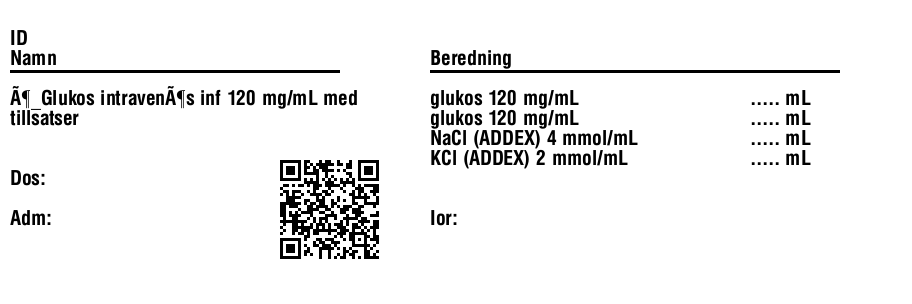 ID
Namn
Ã¶_Glukos intravenÃ¶s inf 120 mg/mL med
tillsatser
Dos:
Adm:
Beredning
glukos 120 mg/mL ..... mL
glukos 120 mg/mL ..... mL
NaCl (ADDEX) 4 mmol/mL ..... mL
KCl (ADDEX) 2 mmol/mL ..... mL
Ior: